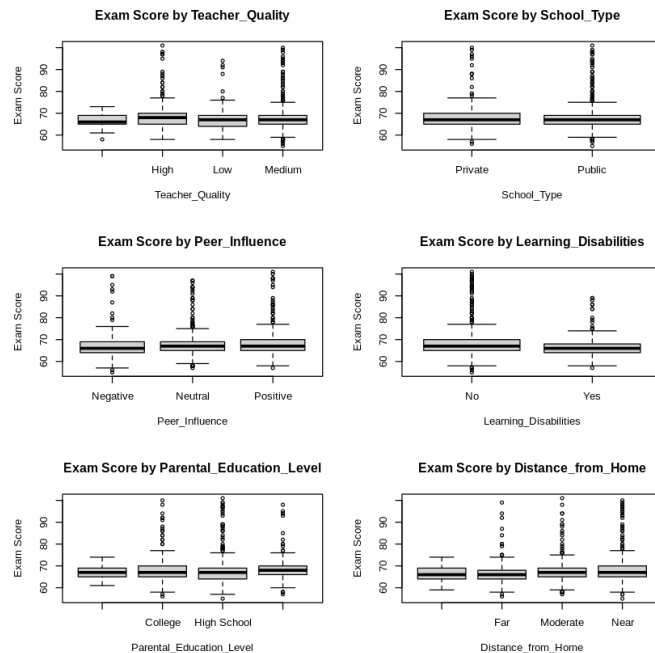 Exam Score by Teacher_Quality
Exam Score
60 70 80 90
High Low Medium
Teacher_Quality
Exam Score by School_Type
Exam Score
60 70 80 90
Private Public
School_Type
Exam Score by Peer_Influence
Exam Score
60 70 80 90
Negative Neutral Positive
Peer_Influence
Exam Score by Learning_Disabilities
Exam Score
60 70 80 90
No Yes
Learning_Disabilities
Exam Score by Parental_Education_Level
Exam Score
60 70 80 90
College High School
Parental_Education_Level
Exam Score by Distance_from_Home
Exam Score
60 70 80 90
Far Moderate Near
Distance_from_Home